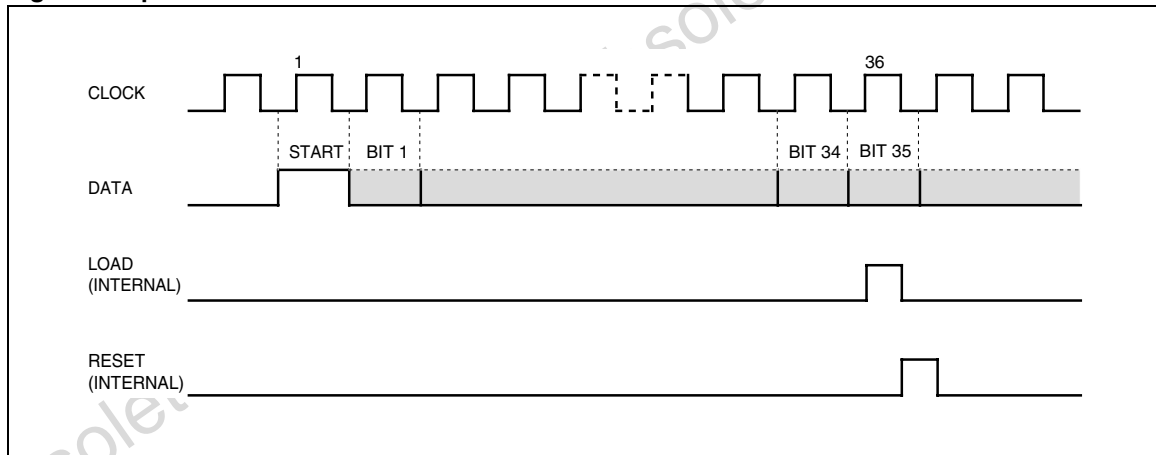 1
36
CLOCK
START
BIT 1
BIT 34
BIT 35
DATA
LOAD
(INTERNAL)
RESET
(INTERNAL)